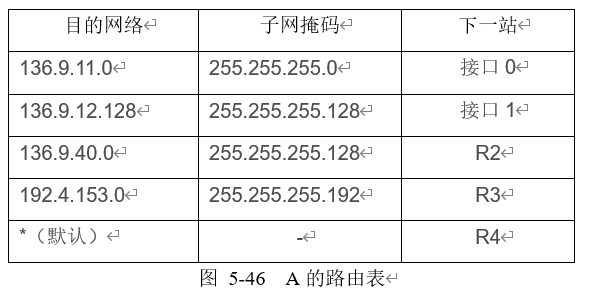 目的网络 子网掩码 下一站
136.9.11.0 255.255.255.0 接口 0
136.9.12.128 255.255.255.128 接口 1
136.9.40.0 255.255.255.128 R2
192.4.153.0 255.255.255.192 R3
*（默认） - R4
图 5-46 A 的路由表